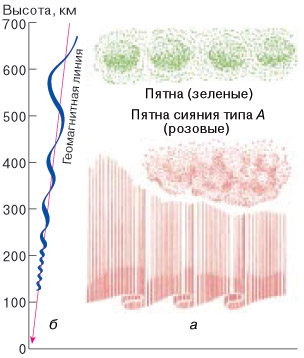 Высота, км
700
600
500
400
300
200
100
0
Геомагнитная линия
Пятна (зеленые)
Пятна сияния типа А
(розовые)
б
а